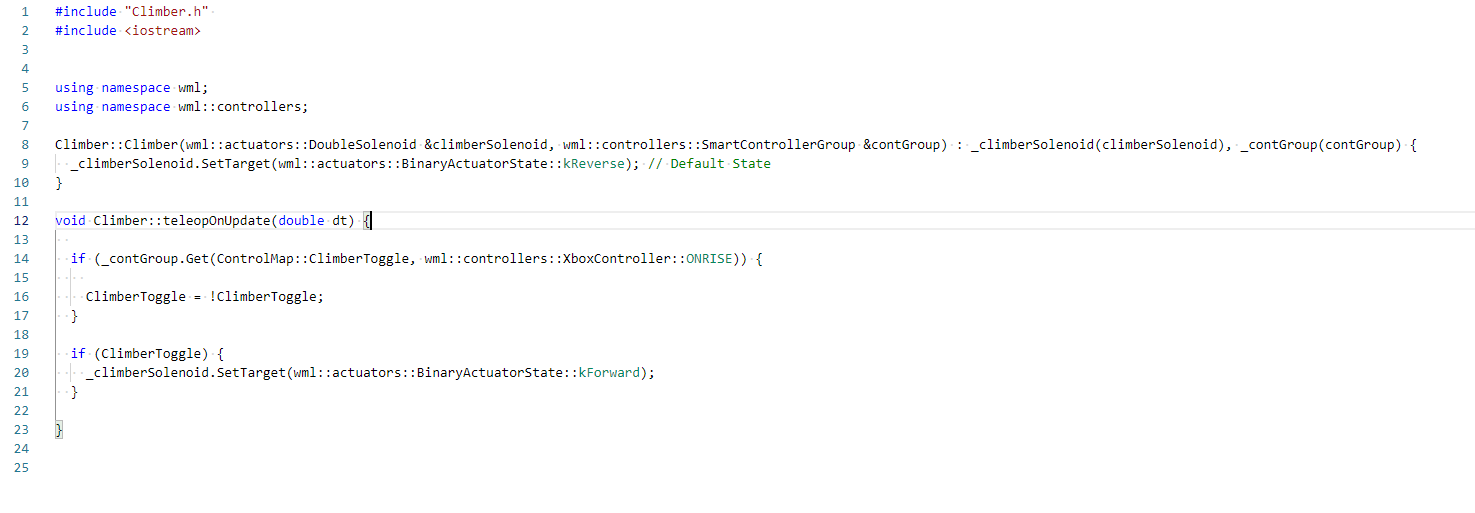 1 #include "Climber.h"
2 #include <iostream>
3
4
5 using namespace wml;
6 using namespace wml::controllers;
7
8 Climber::Climber(wml::actuators::DoubleSolenoid &climberSolenoid, wml::controllers::SmartControllerGroup &contGroup) : _climberSolenoid(climberSolenoid), _contGroup(contGroup) {
9   _climberSolenoid.SetTarget(wml::actuators::BinaryActuatorState::kReverse); // Default State
10 }
11
12 void Climber::teleopOnUpdate(double dt) {
13
14   if (_contGroup.Get(ControlMap::ClimberToggle, wml::controllers::XboxController::ONRISE)) {
15
16     ClimberToggle = !ClimberToggle;
17   }
18
19   if (ClimberToggle) {
20     _climberSolenoid.SetTarget(wml::actuators::BinaryActuatorState::kForward);
21   }
22
23 }
24
25